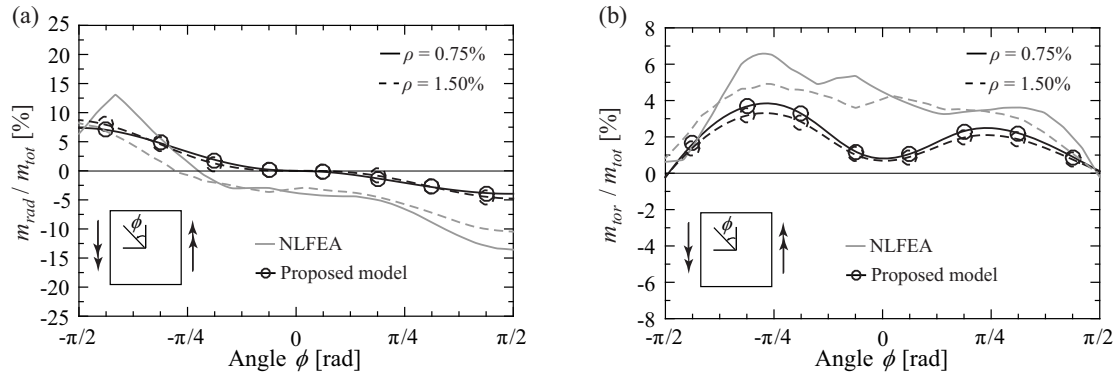 (a)
25
20
15
10
5
0
-5
-10
-15
-20
-25
m_rad / m_tot [%]
ρ = 0.75%
ρ = 1.50%
ϕ
NLFEA
Proposed model
-π/2
-π/4
0
π/4
π/2
Angle ϕ [rad]
(b)
8
6
4
2
0
-2
-4
-6
-8
m_tor / m_tot [%]
ρ = 0.75%
ρ = 1.50%
ϕ
NLFEA
Proposed model
-π/2
-π/4
0
π/4
π/2
Angle ϕ [rad]